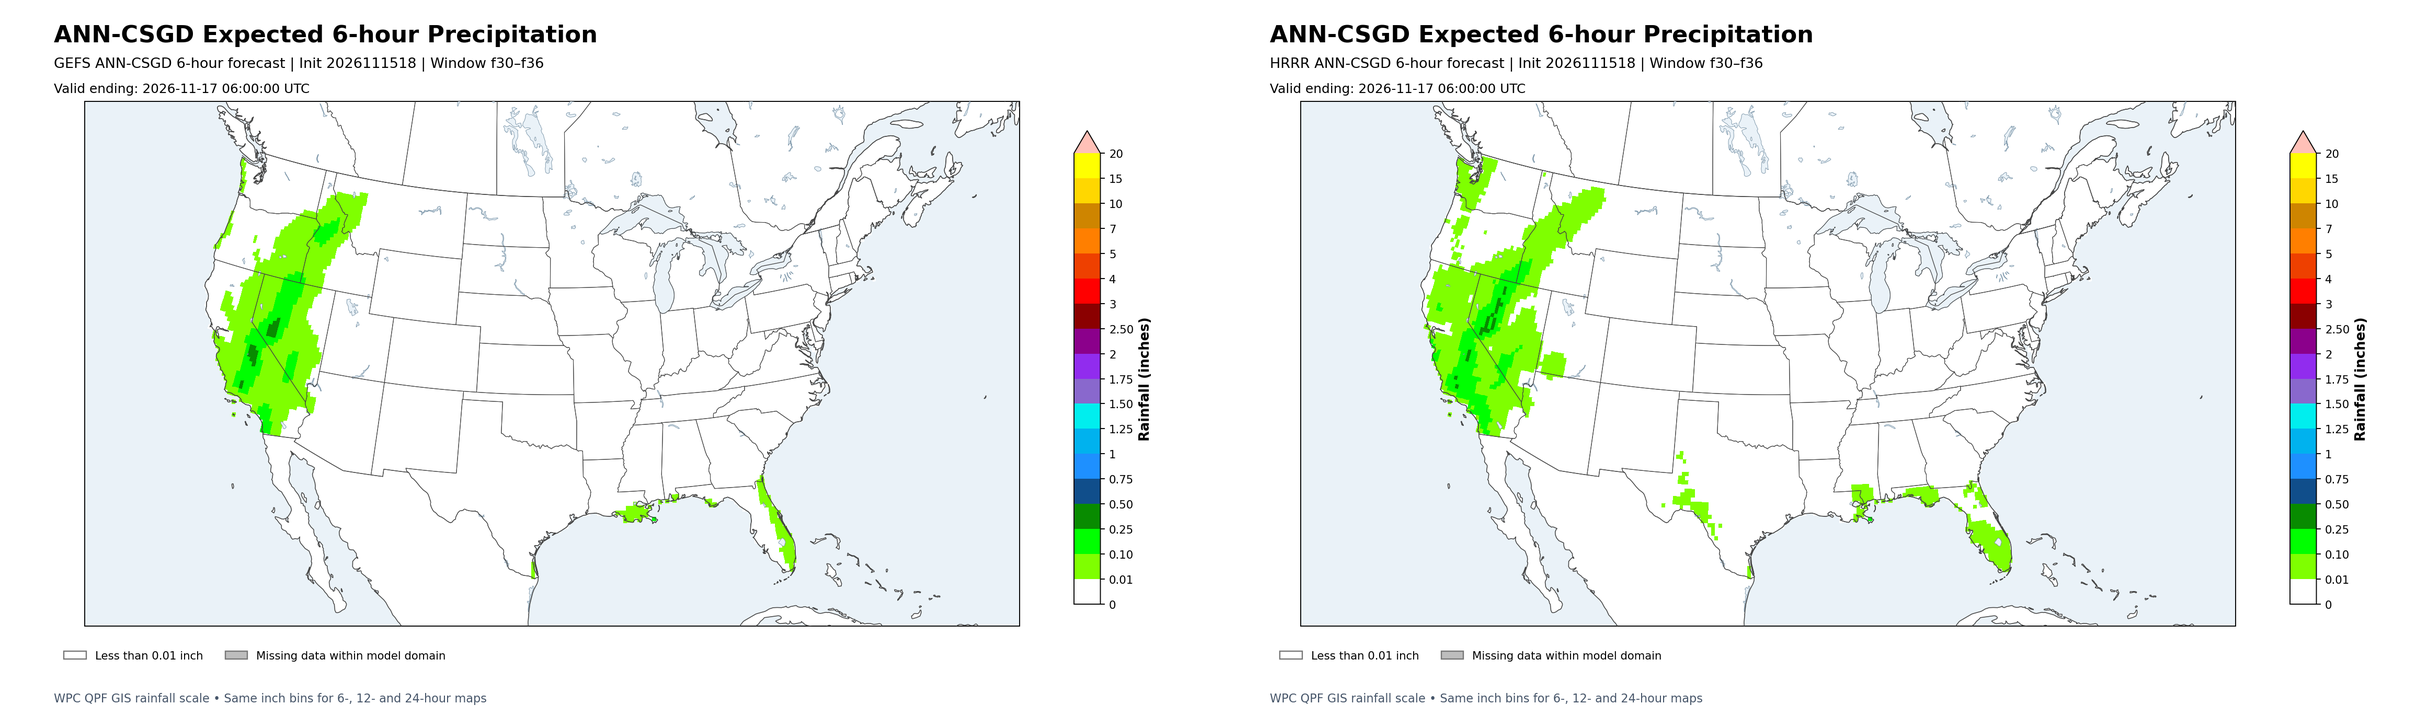 ANN-CSGD Expected 6-hour Precipitation
GEFS ANN-CSGD 6-hour forecast | Init 2026111518 | Window f30–f36
Valid ending: 2026-11-17 06:00:00 UTC
20
15
10
7
5
4
3
2.50
2
1.75
1.50
1.25
1
0.75
0.50
0.25
0.10
0.01
0
Rainfall (inches)
Less than 0.01 inch
Missing data within model domain
WPC QPF GIS rainfall scale • Same inch bins for 6-, 12- and 24-hour maps
ANN-CSGD Expected 6-hour Precipitation
HRRR ANN-CSGD 6-hour forecast | Init 2026111518 | Window f30–f36
Valid ending: 2026-11-17 06:00:00 UTC
20
15
10
7
5
4
3
2.50
2
1.75
1.50
1.25
1
0.75
0.50
0.25
0.10
0.01
0
Rainfall (inches)
Less than 0.01 inch
Missing data within model domain
WPC QPF GIS rainfall scale • Same inch bins for 6-, 12- and 24-hour maps